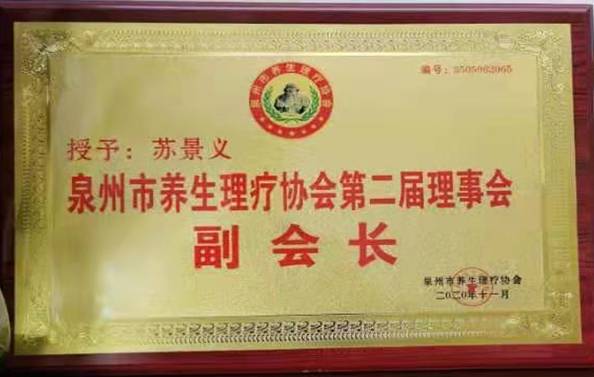 编号：3505062065
泉州市养生理疗协会
授予：苏景义
泉州市养生理疗协会第二届理事会
副会长
泉州市养生理疗协会
二〇二〇年十一月